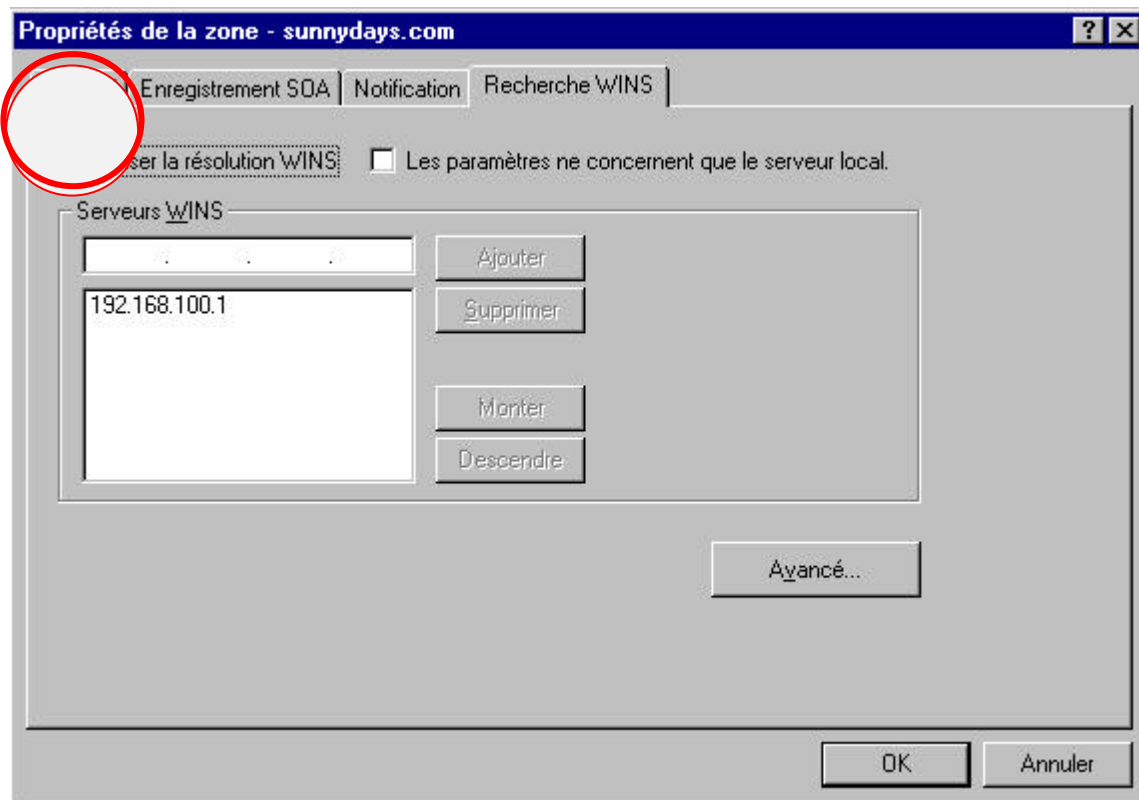 Propriétés de la zone - sunnydays.com
Enregistrement SOA Notification Recherche WINS
la résolution WINS Les paramètres ne concernent que le serveur local.
Serveurs WINS
. . .
Ajouter
192.168.100.1
Supprimer
Monter
Descendre
Avancé...
OK Annuler